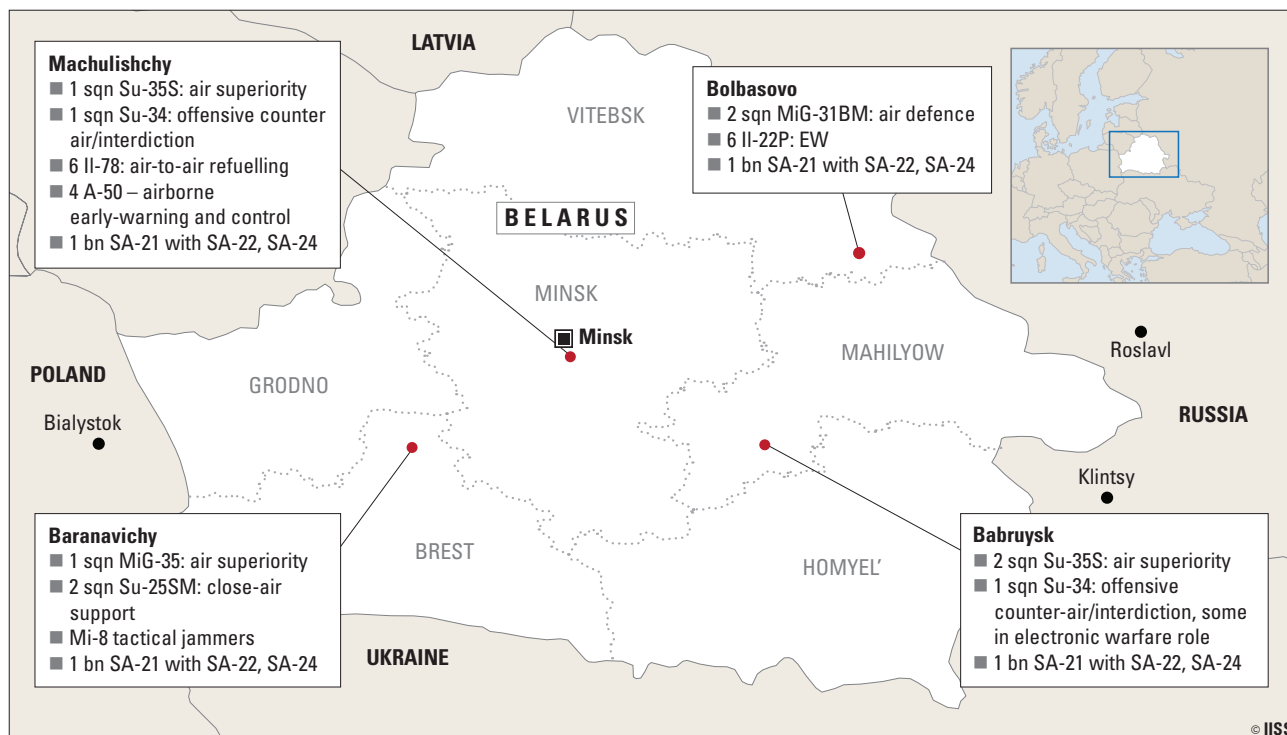 LATVIA
Machulishchy
■ 1 sqn Su-35S: air superiority
■ 1 sqn Su-34: offensive counter
air/interdiction
■ 6 Il-78: air-to-air refuelling
■ 4 A-50 – airborne
early-warning and control
■ 1 bn SA-21 with SA-22, SA-24
Bolbasovo
■ 2 sqn MiG-31BM: air defence
■ 6 Il-22P: EW
■ 1 bn SA-21 with SA-22, SA-24
VITEBSK
BELARUS
MINSK
Minsk
MAHILYOW
Roslavl
POLAND
GRODNO
Bialystok
RUSSIA
Klintsy
Baranavichy
■ 1 sqn MiG-35: air superiority
■ 2 sqn Su-25SM: close-air
support
■ Mi-8 tactical jammers
■ 1 bn SA-21 with SA-22, SA-24
BREST
HOMYEL’
Babruysk
■ 2 sqn Su-35S: air superiority
■ 1 sqn Su-34: offensive
counter-air/interdiction, some
in electronic warfare role
■ 1 bn SA-21 with SA-22, SA-24
UKRAINE
© IISS